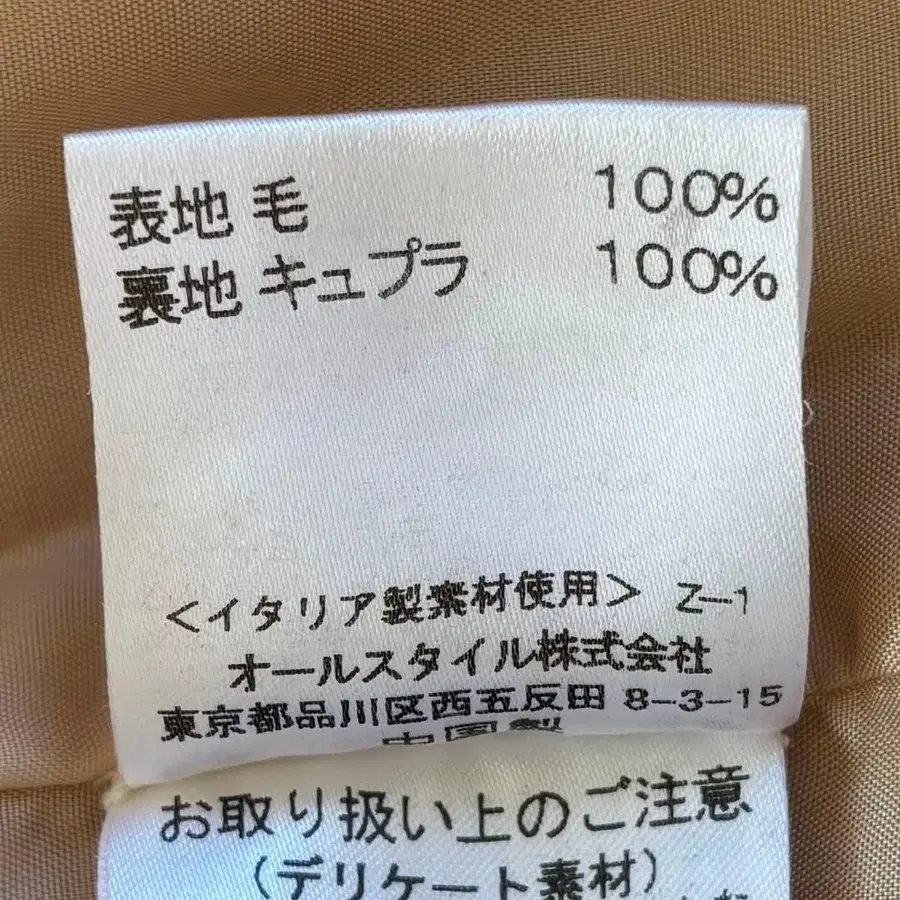 表地 毛 100%
裏地 キュプラ 100%
＜イタリア製素材使用＞ Z-1
オールスタイル株式会社
東京都品川区西五反田 8-3-15
中国製
お取り扱い上のご注意
(デリケート素材)